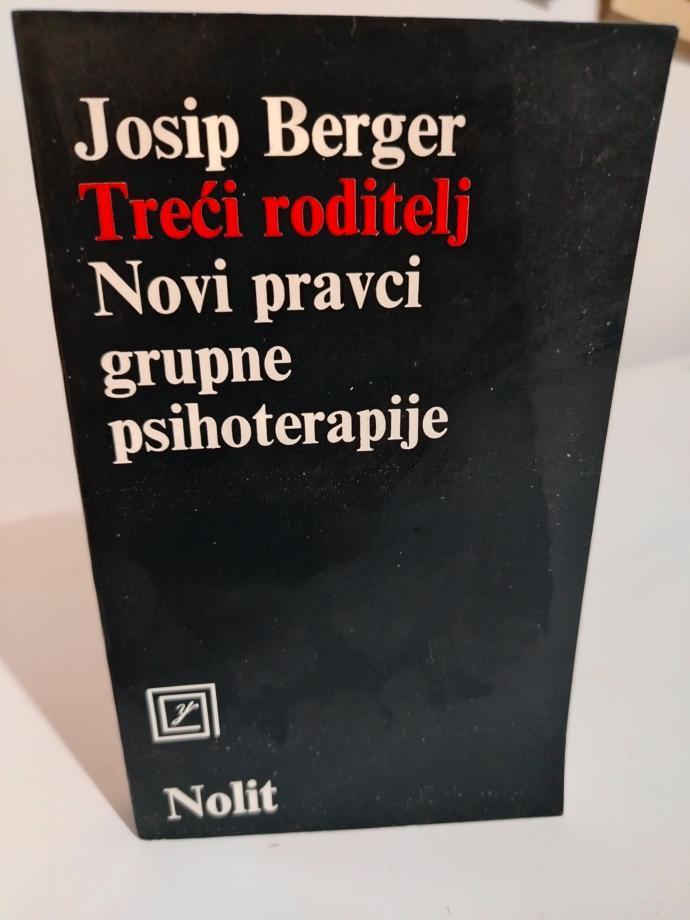 Josip Berger
Treći roditelj
Novi pravci
grupne
psihoterapije
Nolit